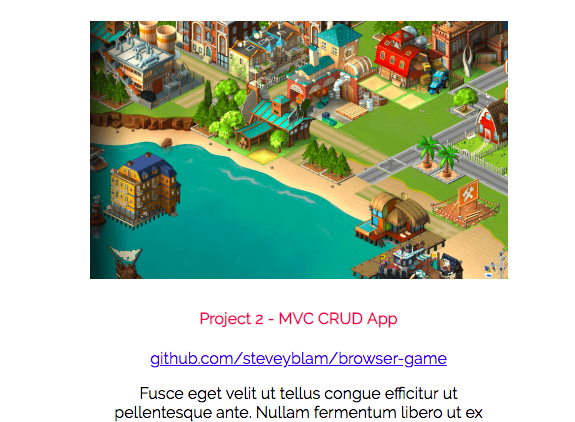 Project 2 - MVC CRUD App
github.com/steveyblam/browser-game
Fusce eget velit ut tellus congue efficitur ut
pellentesque ante. Nullam fermentum libero ut ex